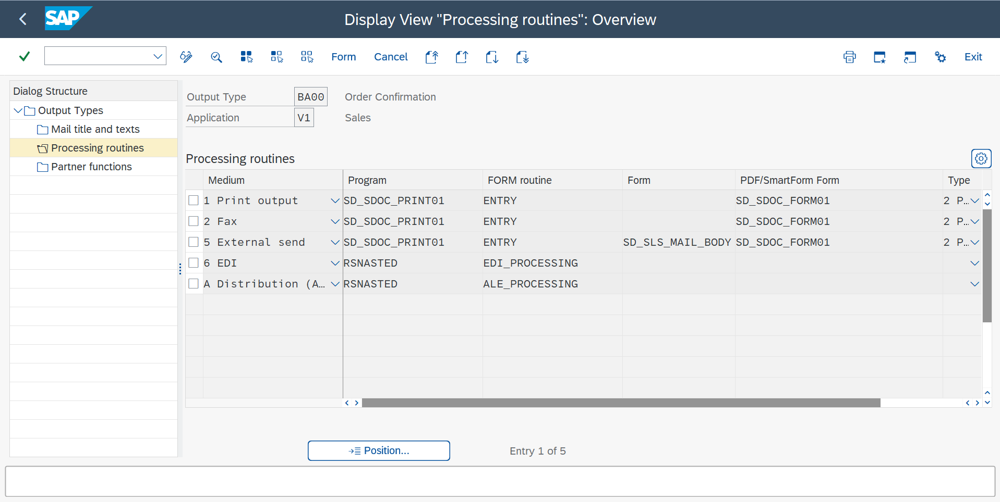 SAP
Display View "Processing routines": Overview
Form Cancel Exit
Dialog Structure
Output Types
Mail title and texts
Processing routines
Partner functions
Output Type BA00 Order Confirmation
Application V1 Sales
Processing routines
Medium Program FORM routine Form PDF/SmartForm Form Type
1 Print output SD_SDOC_PRINT01 ENTRY SD_SDOC_FORM01 2 P…
2 Fax SD_SDOC_PRINT01 ENTRY SD_SDOC_FORM01 2 P…
5 External send SD_SDOC_PRINT01 ENTRY SD_SLS_MAIL_BODY SD_SDOC_FORM01 2 P…
6 EDI RSNASTED EDI_PROCESSING
A Distribution (A… RSNASTED ALE_PROCESSING
Position... Entry 1 of 5